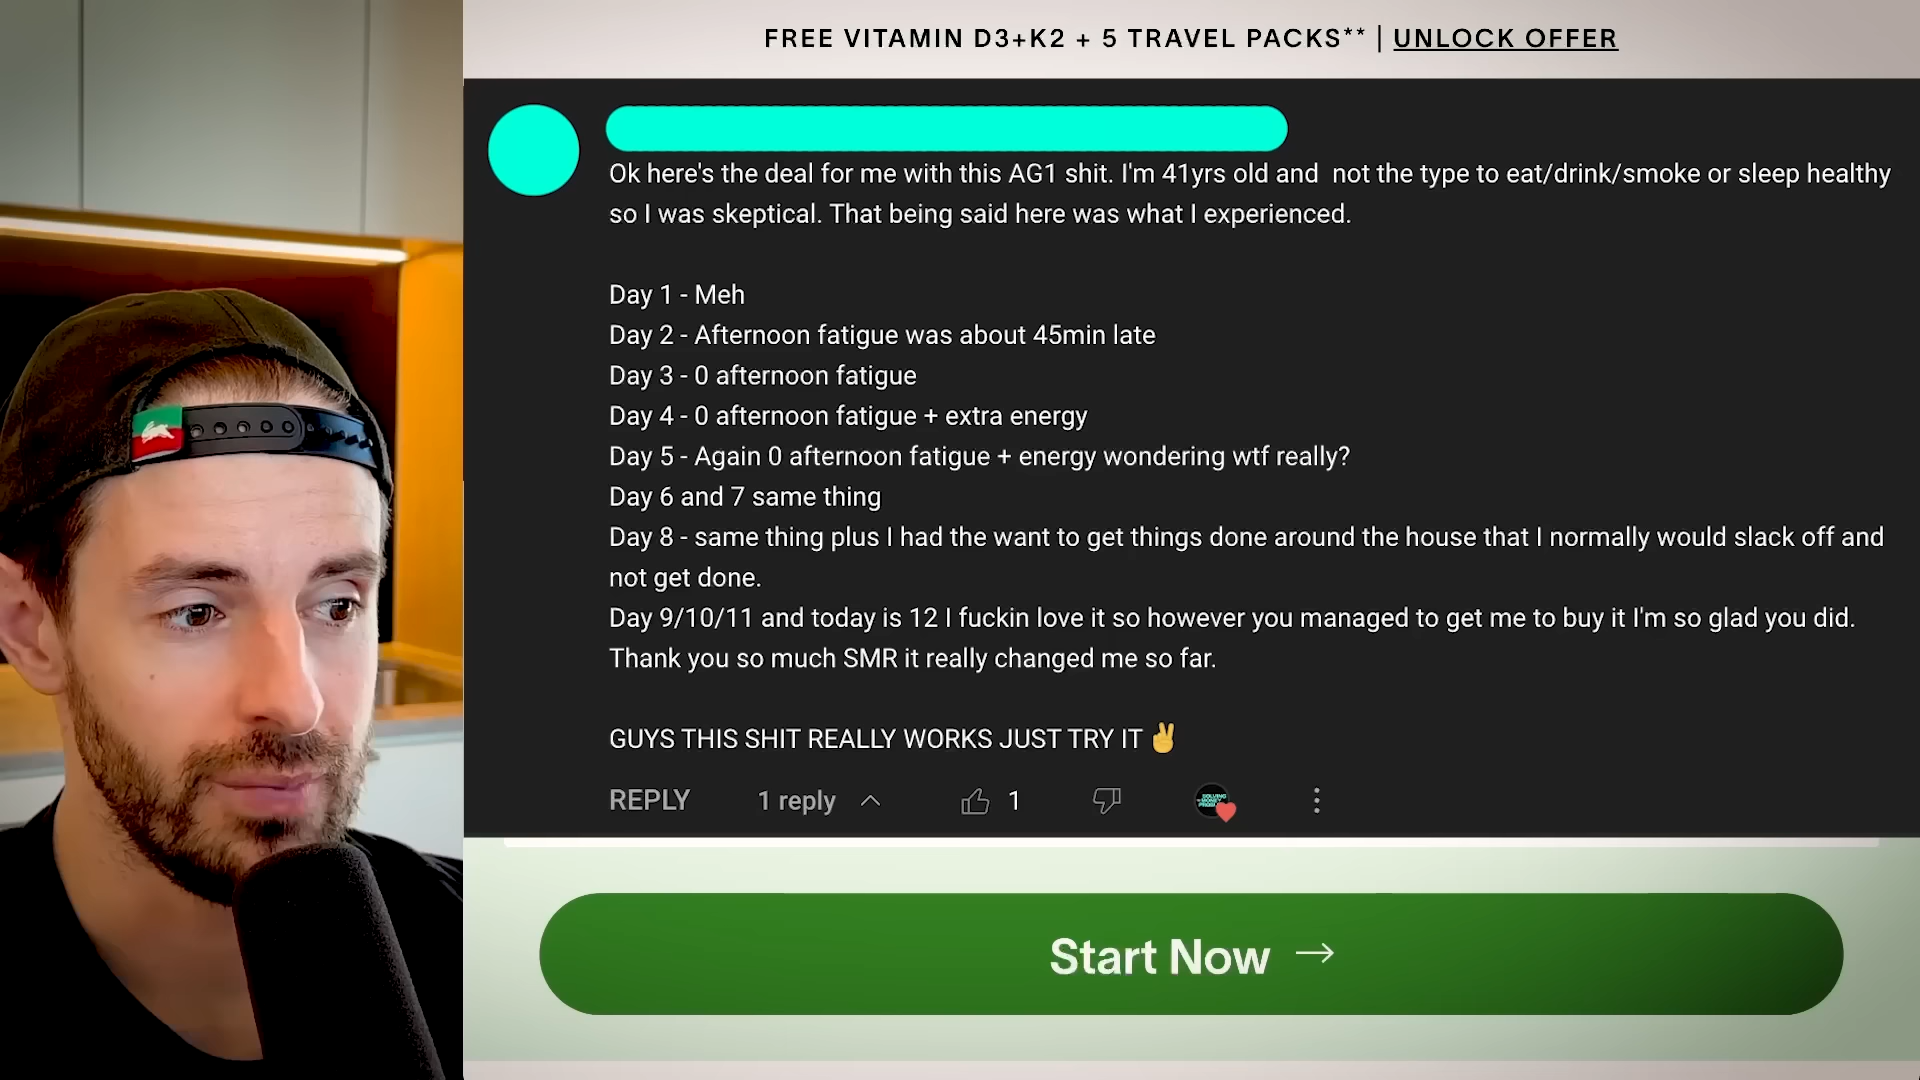 FREE VITAMIN D3+K2 + 5 TRAVEL PACKS** | UNLOCK OFFER
Ok here's the deal for me with this AG1 shit. I'm 41yrs old and  not the type to eat/drink/smoke or sleep healthy
so I was skeptical. That being said here was what I experienced.
Day 1 - Meh
Day 2 - Afternoon fatigue was about 45min late
Day 3 - 0 afternoon fatigue
Day 4 - 0 afternoon fatigue + extra energy
Day 5 - Again 0 afternoon fatigue + energy wondering wtf really?
Day 6 and 7 same thing
Day 8 - same thing plus I had the want to get things done around the house that I normally would slack off and
not get done.
Day 9/10/11 and today is 12 I fuckin love it so however you managed to get me to buy it I'm so glad you did.
Thank you so much SMR it really changed me so far.
GUYS THIS SHIT REALLY WORKS JUST TRY IT ✌️
REPLY 1 reply 1
Start Now →